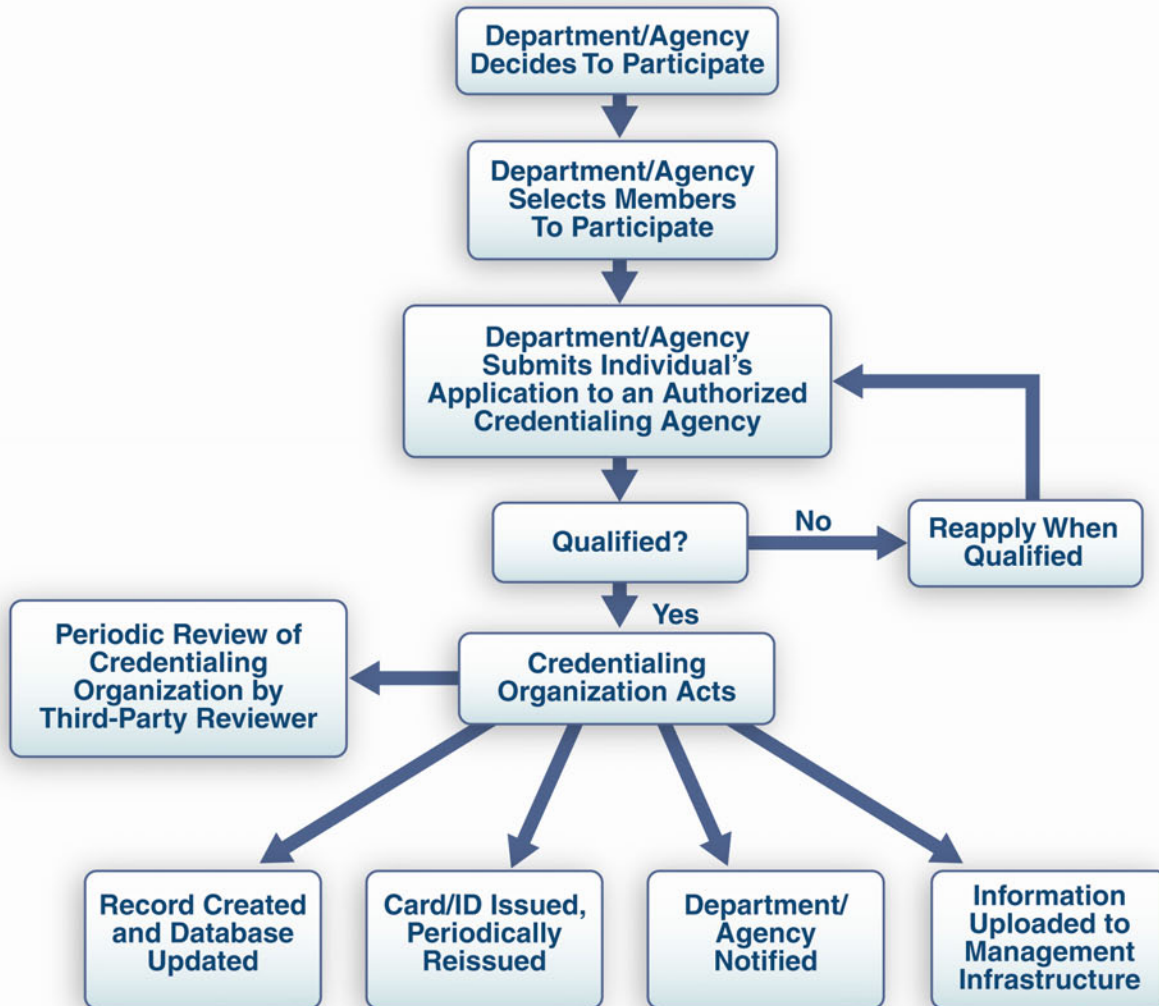 Department/Agency
Decides To Participate
Department/Agency
Selects Members
To Participate
Department/Agency
Submits Individual’s
Application to an Authorized
Credentialing Agency
Qualified?
No
Reapply When
Qualified
Yes
Periodic Review of
Credentialing
Organization by
Third-Party Reviewer
Credentialing
Organization Acts
Record Created
and Database
Updated
Card/ID Issued,
Periodically
Reissued
Department/
Agency
Notified
Information
Uploaded to
Management
Infrastructure